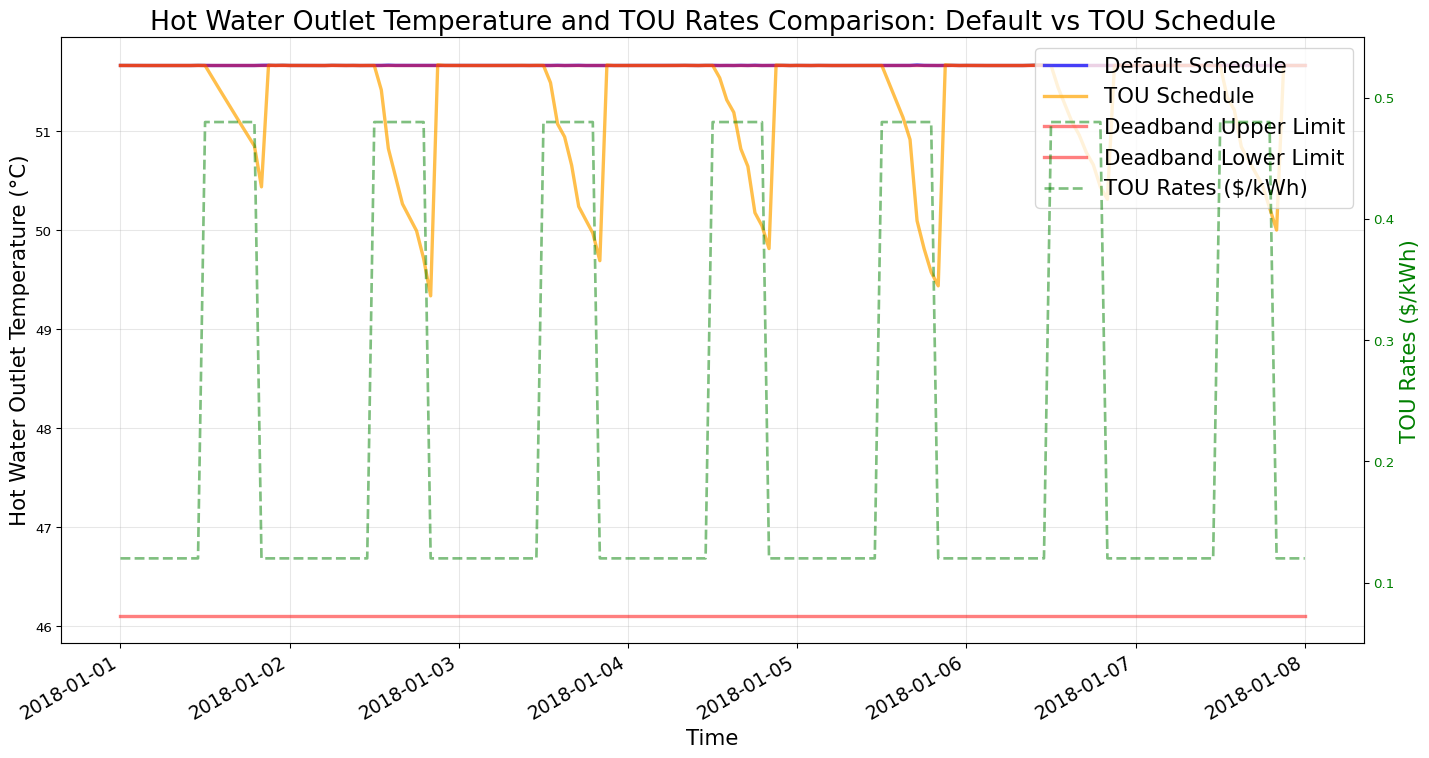 Hot Water Outlet Temperature and TOU Rates Comparison: Default vs TOU Schedule
Default Schedule
TOU Schedule
Deadband Upper Limit
Deadband Lower Limit
TOU Rates ($/kWh)
Hot Water Outlet Temperature (°C)
51
50
49
48
47
46
TOU Rates ($/kWh)
0.5
0.4
0.3
0.2
0.1
2018-01-01
2018-01-02
2018-01-03
2018-01-04
2018-01-05
2018-01-06
2018-01-07
2018-01-08
Time